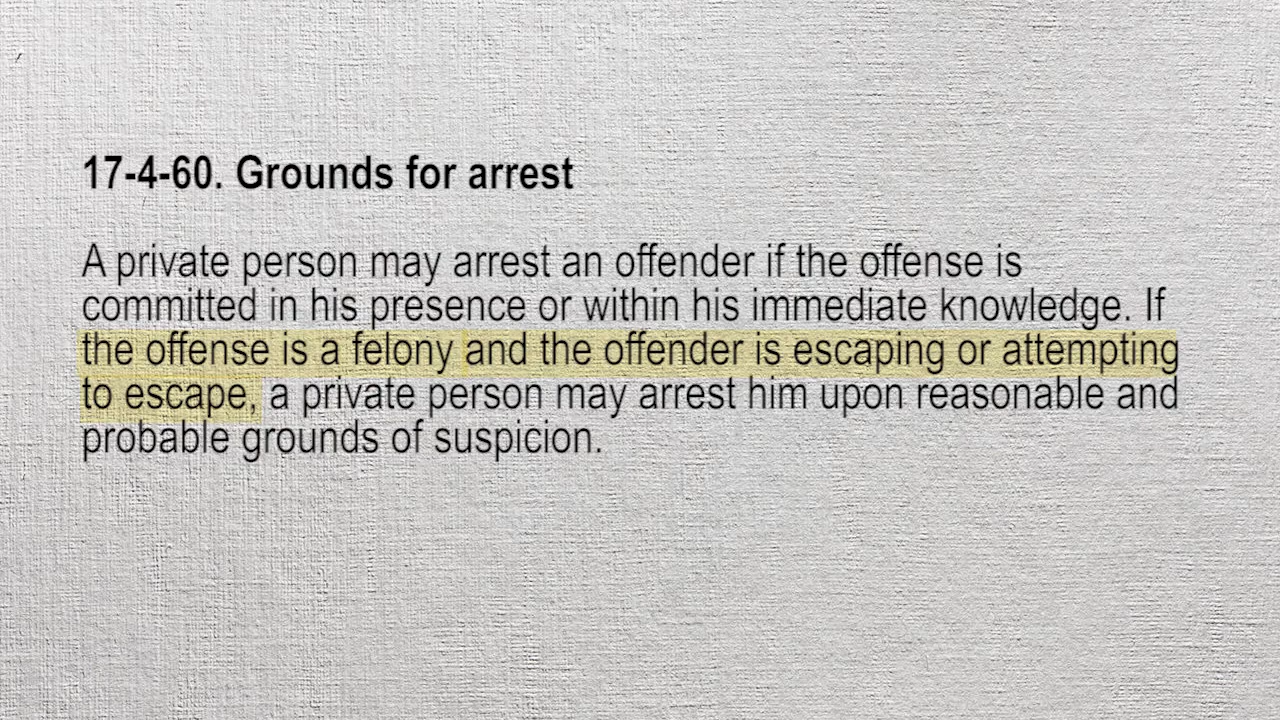 17-4-60. Grounds for arrest
A private person may arrest an offender if the offense is
committed in his presence or within his immediate knowledge. If
the offense is a felony and the offender is escaping or attempting
to escape, a private person may arrest him upon reasonable and
probable grounds of suspicion.